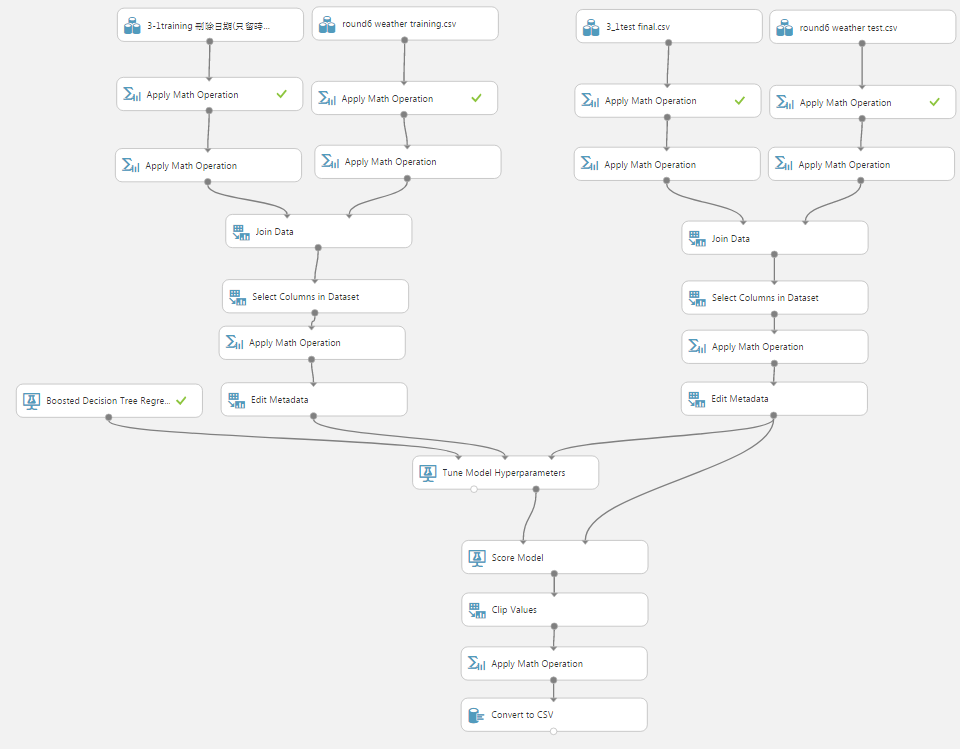 3-1training 刪除日期(只留時...
round6 weather training.csv
3_1test final.csv
round6 weather test.csv
Apply Math Operation
Apply Math Operation
Apply Math Operation
Apply Math Operation
Apply Math Operation
Apply Math Operation
Apply Math Operation
Apply Math Operation
Join Data
Join Data
Select Columns in Dataset
Select Columns in Dataset
Apply Math Operation
Apply Math Operation
Boosted Decision Tree Regre...
Edit Metadata
Edit Metadata
Tune Model Hyperparameters
Score Model
Clip Values
Apply Math Operation
Convert to CSV